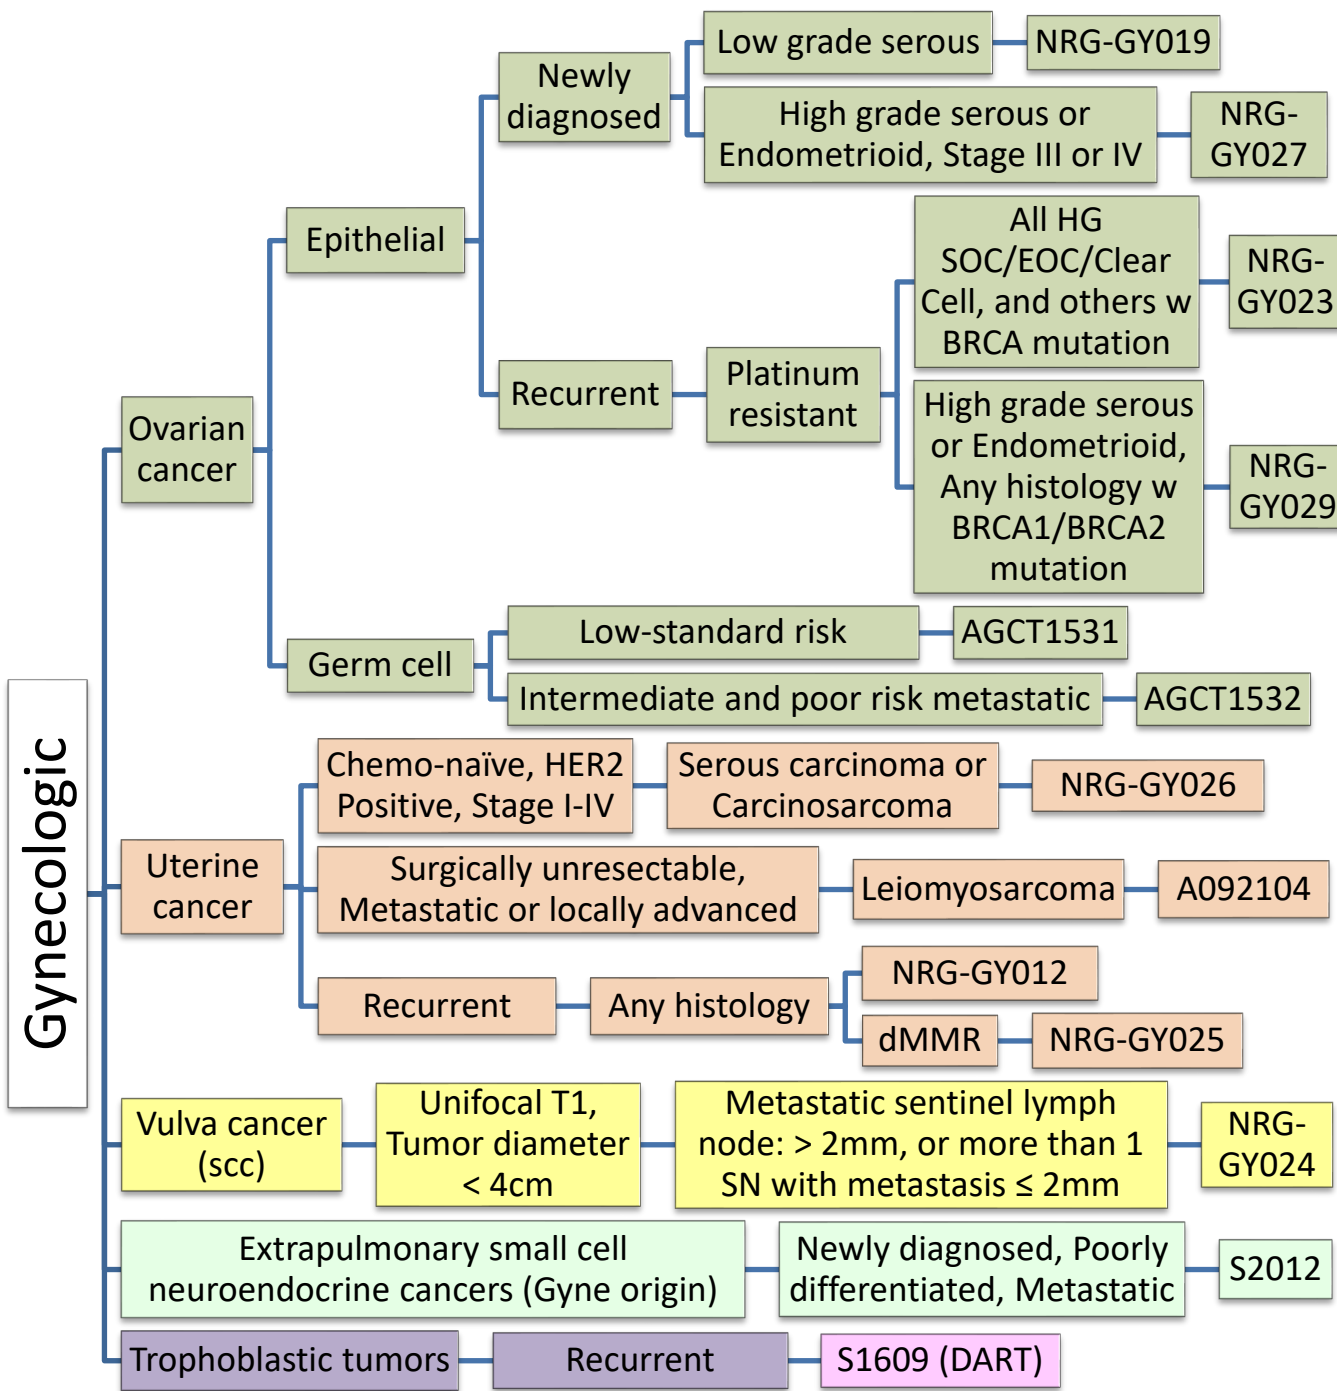 Gynecologic
Ovarian
cancer
Epithelial
Newly
diagnosed
Low grade serous
NRG-GY019
High grade serous or
Endometrioid, Stage III or IV
NRG-
GY027
Recurrent
Platinum
resistant
All HG
SOC/EOC/Clear
Cell, and others w
BRCA mutation
NRG-
GY023
High grade serous
or Endometrioid,
Any histology w
BRCA1/BRCA2
mutation
NRG-
GY029
Germ cell
Low-standard risk
AGCT1531
Intermediate and poor risk metastatic
AGCT1532
Uterine
cancer
Chemo-naïve, HER2
Positive, Stage I-IV
Serous carcinoma or
Carcinosarcoma
NRG-GY026
Surgically unresectable,
Metastatic or locally advanced
Leiomyosarcoma
A092104
Recurrent
Any histology
NRG-GY012
dMMR
NRG-GY025
Vulva cancer
(scc)
Unifocal T1,
Tumor diameter
< 4cm
Metastatic sentinel lymph
node: > 2mm, or more than 1
SN with metastasis ≤ 2mm
NRG-
GY024
Extrapulmonary small cell
neuroendocrine cancers (Gyne origin)
Newly diagnosed, Poorly
differentiated, Metastatic
S2012
Trophoblastic tumors
Recurrent
S1609 (DART)